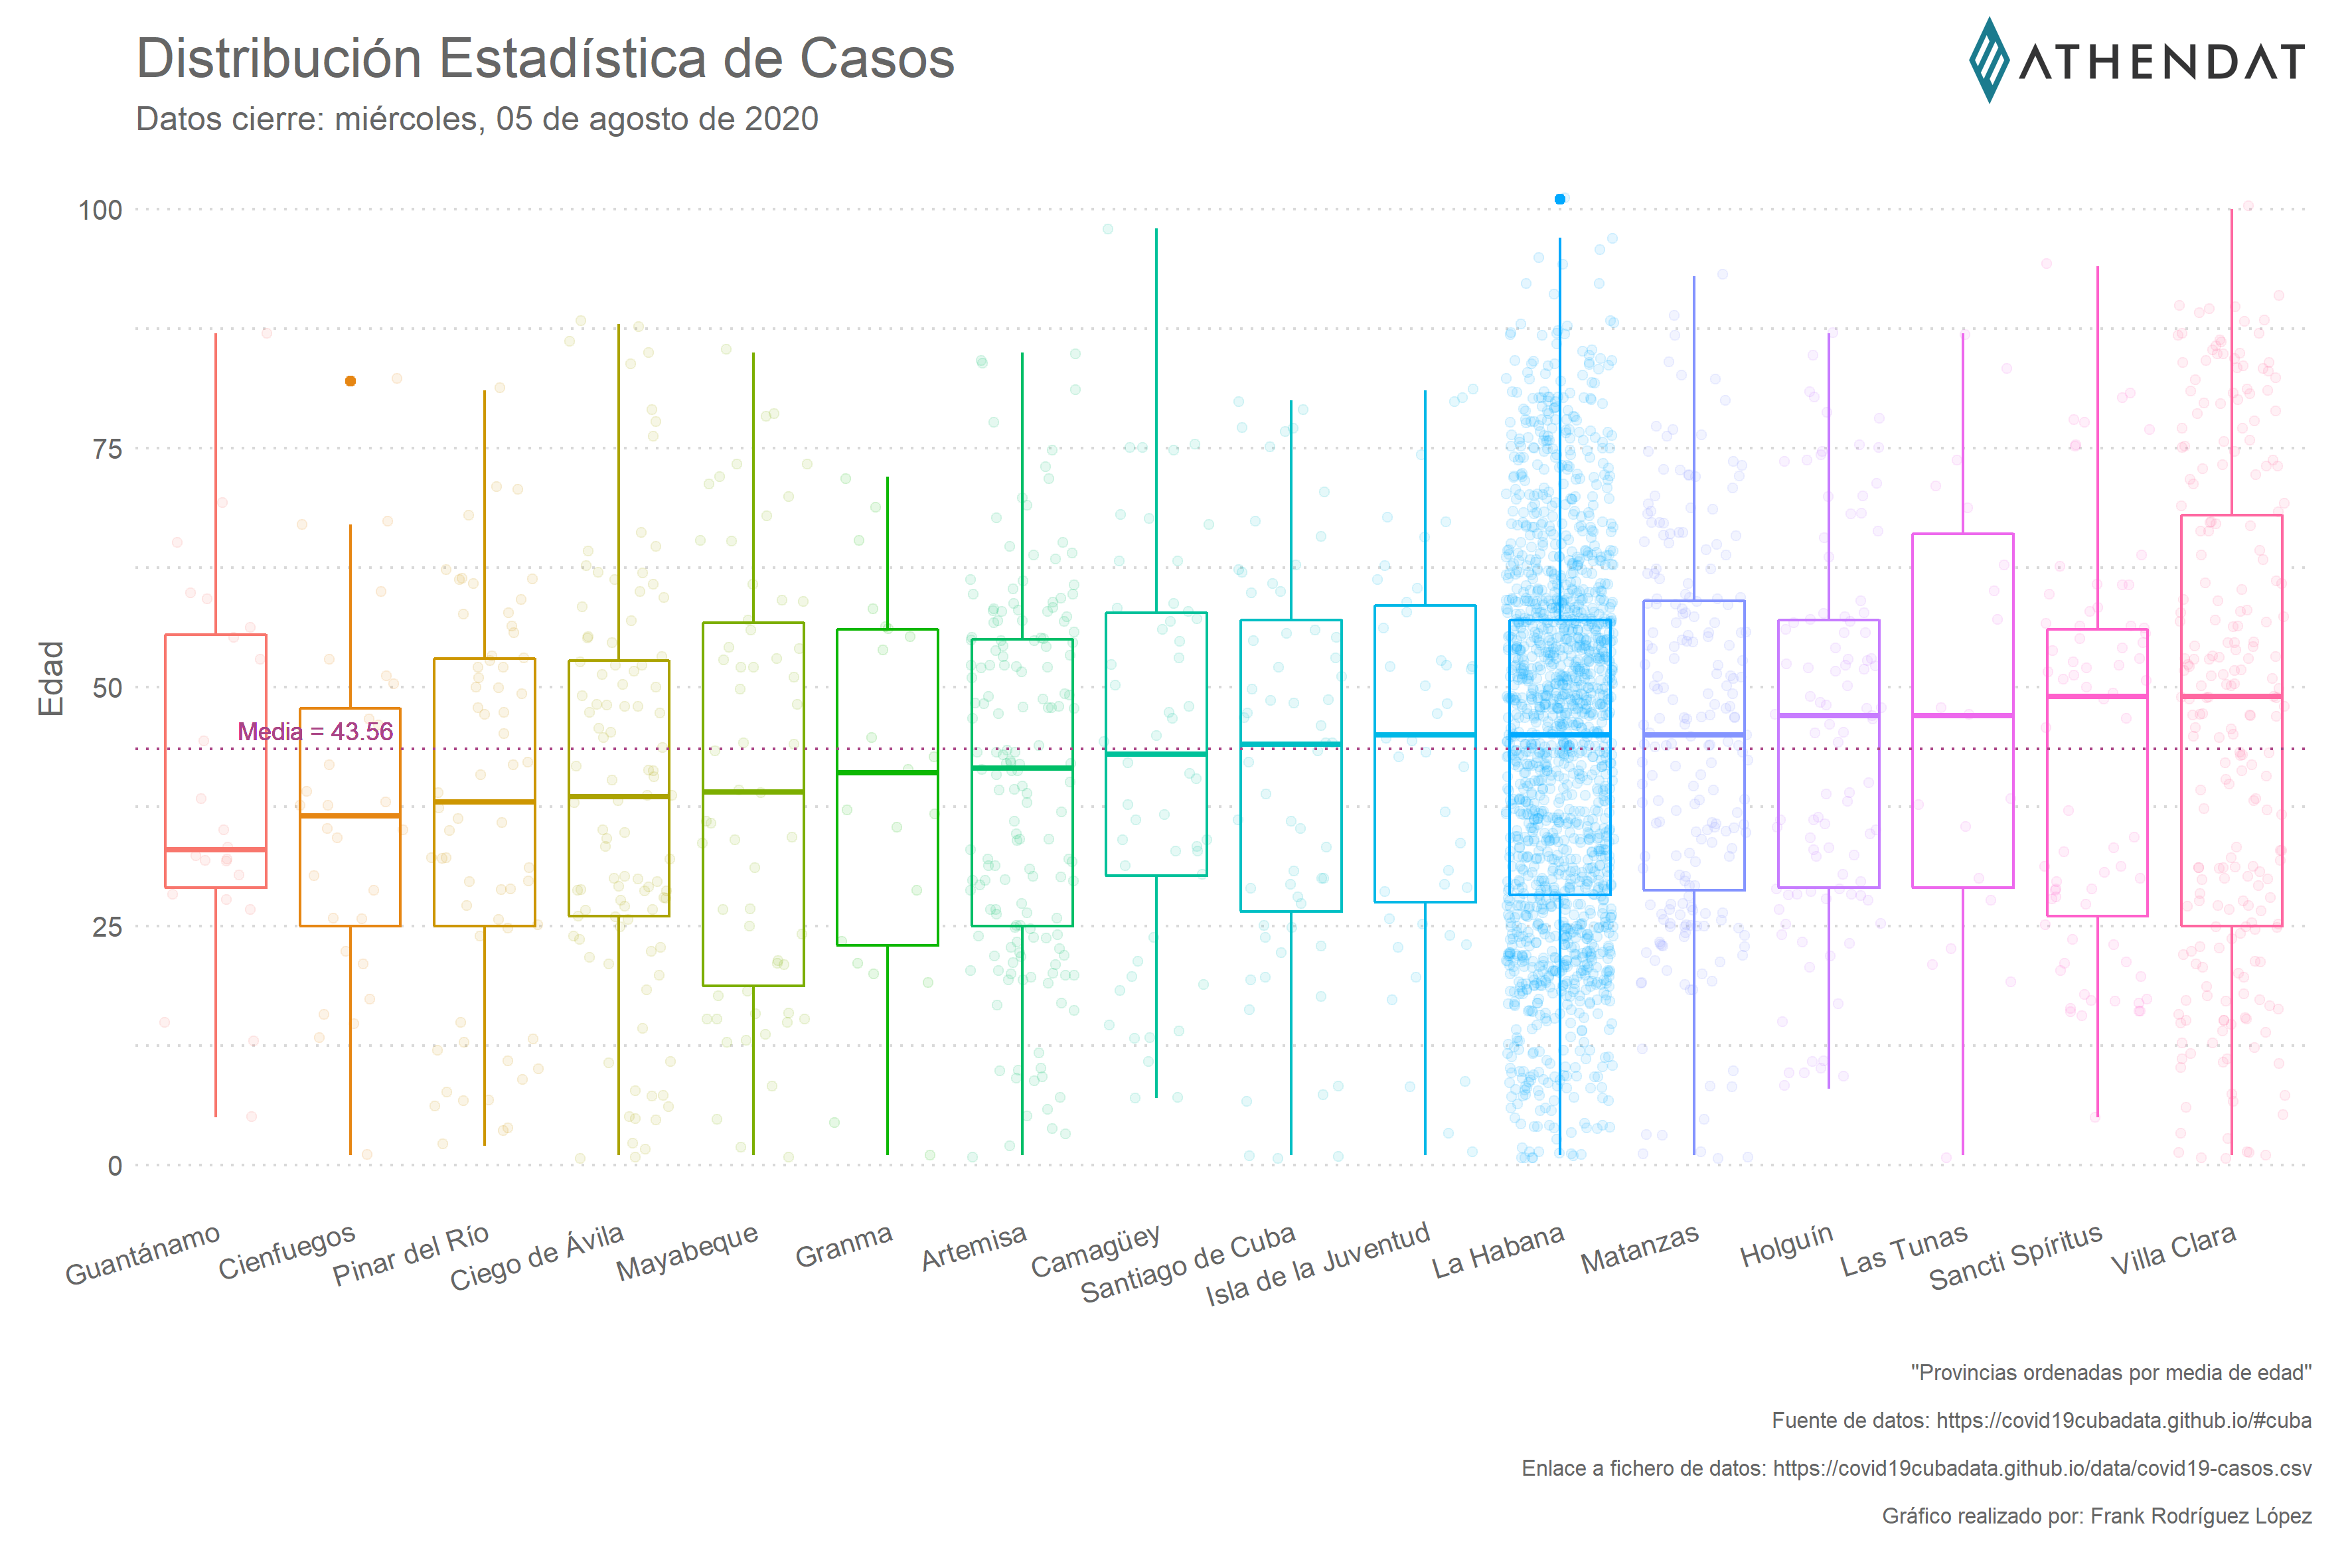 Distribución Estadística de Casos
Datos cierre: miércoles, 05 de agosto de 2020
ATHENDAT
Edad
100
75
50
25
0
Media = 43.56
Guantánamo
Cienfuegos
Pinar del Río
Ciego de Ávila
Mayabeque
Granma
Artemisa
Camagüey
Santiago de Cuba
Isla de la Juventud
La Habana
Matanzas
Holguín
Las Tunas
Sancti Spíritus
Villa Clara
"Provincias ordenadas por media de edad"
Fuente de datos: https://covid19cubadata.github.io/#cuba
Enlace a fichero de datos: https://covid19cubadata.github.io/data/covid19-casos.csv
Gráfico realizado por: Frank Rodríguez López